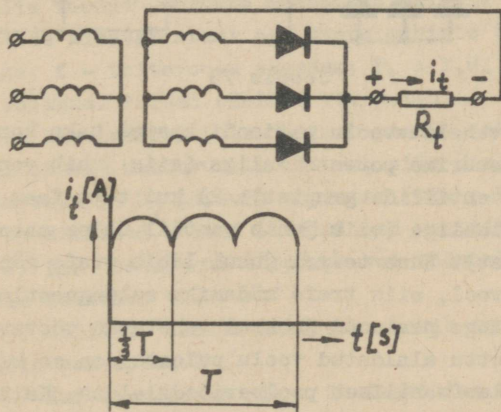 + i_t -
R_t
i_t [A]
t [s]
1/3 T
T